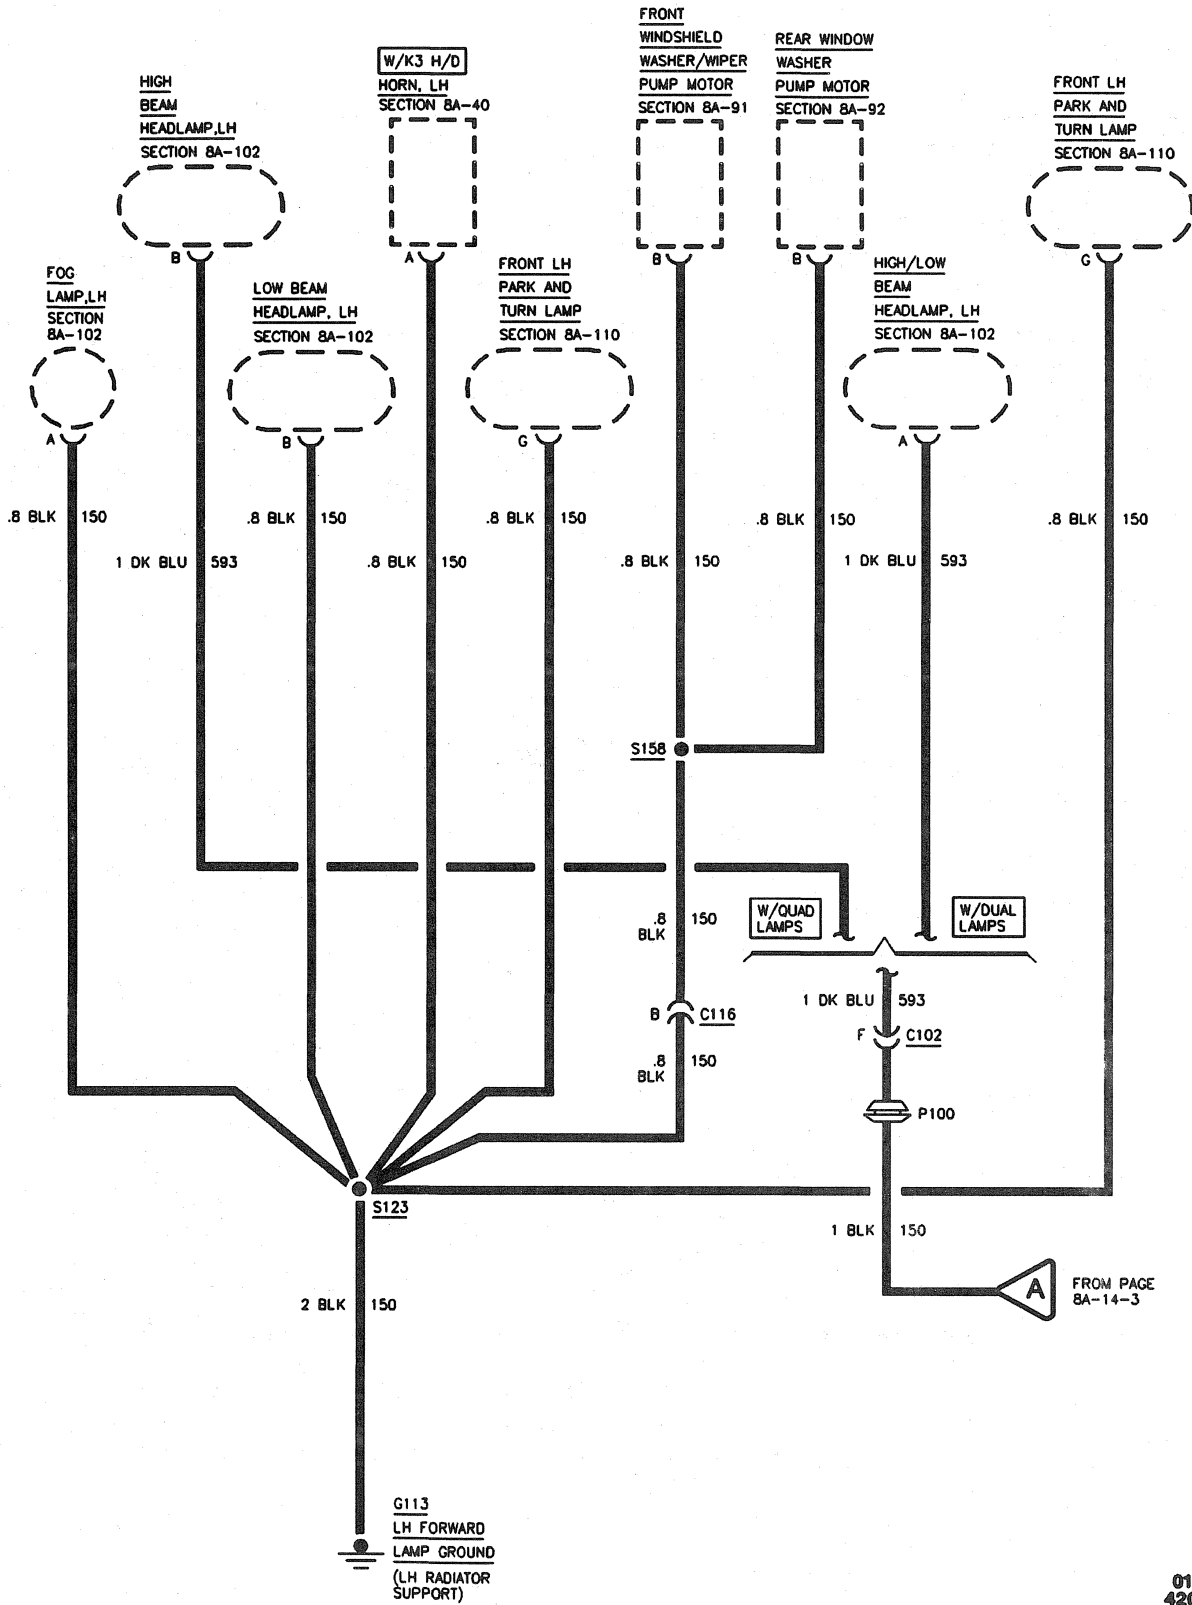 FRONT
WINDSHIELD
WASHER/WIPER
PUMP MOTOR
SECTION 8A-91
REAR WINDOW
WASHER
PUMP MOTOR
SECTION 8A-92
W/K3 H/D
HORN, LH
SECTION 8A-40
HIGH
BEAM
HEADLAMP,LH
SECTION 8A-102
FRONT LH
PARK AND
TURN LAMP
SECTION 8A-110
B
A
B
B
G
FOG
LAMP,LH
SECTION
8A-102
LOW BEAM
HEADLAMP, LH
SECTION 8A-102
FRONT LH
PARK AND
TURN LAMP
SECTION 8A-110
HIGH/LOW
BEAM
HEADLAMP, LH
SECTION 8A-102
A
B
G
A
.8 BLK 150
.8 BLK 150
.8 BLK 150
.8 BLK 150
.8 BLK 150
1 DK BLU 593
.8 BLK 150
.8 BLK 150
1 DK BLU 593
S158
.8
BLK
150
W/QUAD
LAMPS
W/DUAL
LAMPS
1 DK BLU 593
B C116
F C102
.8
BLK
150
P100
S123
1 BLK 150
A
FROM PAGE
8A-14-3
2 BLK 150
G113
LH FORWARD
LAMP GROUND
(LH RADIATOR
SUPPORT)